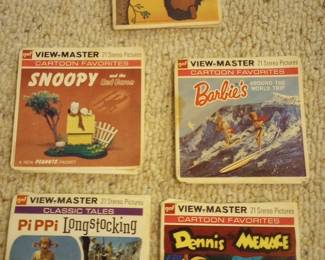 gaf VIEW-MASTER 21 Stereo Pictures
CARTOON FAVORITES
SNOOPY and the
Red Baron
A NEW PEANUTS PACKET
gaf VIEW-MASTER 21 Stereo Pictures
CARTOON FAVORITES
Barbie's AROUND THE
WORLD TRIP
gaf VIEW-MASTER 21 Stereo Pictures
CLASSIC TALES
PiPPi Longstocking
gaf VIEW-MASTER 21 Stereo Pictures
CARTOON FAVORITES
Dennis MENACE